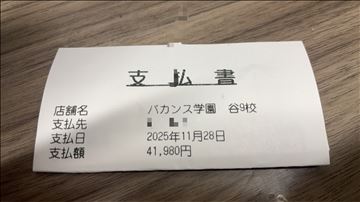 支払書
店舗名 バカンス学園 谷9校
支払先
支払日 2025年11月28日
支払額 41,980円